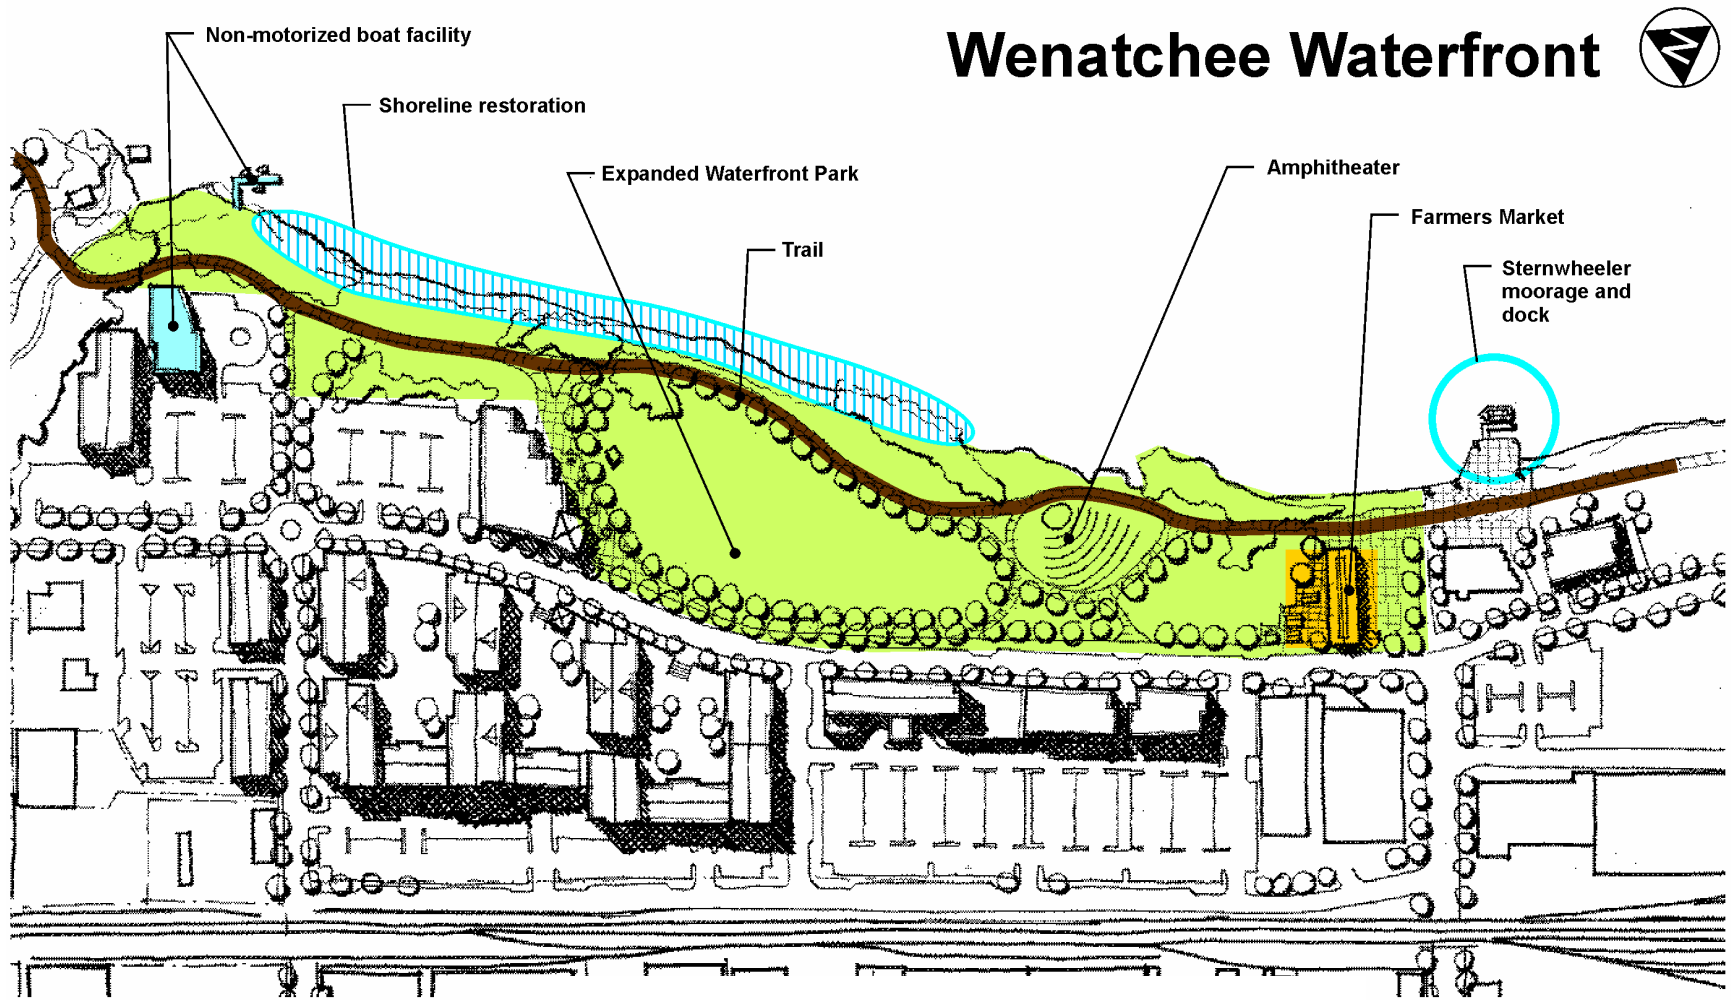 Wenatchee Waterfront
Non-motorized boat facility
Shoreline restoration
Expanded Waterfront Park
Trail
Amphitheater
Farmers Market
Sternwheeler
moorage and
dock